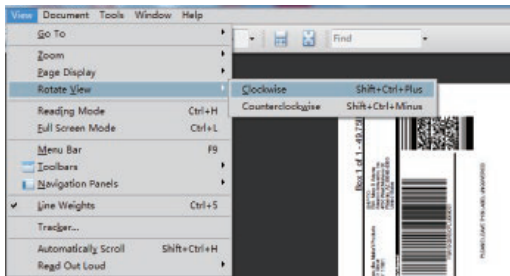 View Document Tools Window Help
Go To
Find
Zoom
Page Display
Rotate View
Clockwise Shift+Ctrl+Plus
Counterclockwise Shift+Ctrl+Minus
Reading Mode Ctrl+H
Full Screen Mode Ctrl+L
Menu Bar F9
Toolbars
Navigation Panels
Line Weights Ctrl+5
Tracker...
Automatically Scroll Shift+Ctrl+H
Read Out Loud
Box 1 of 1 - 49.75lb